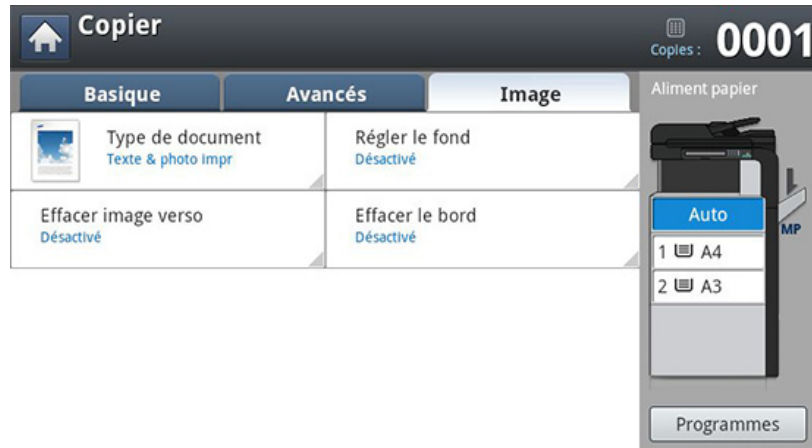 Copier
Copies : 0001
Basique
Avancés
Image
Aliment papier
Type de document
Texte & photo impr
Régler le fond
Désactivé
Effacer image verso
Désactivé
Effacer le bord
Désactivé
Auto
MP
1 A4
2 A3
Programmes